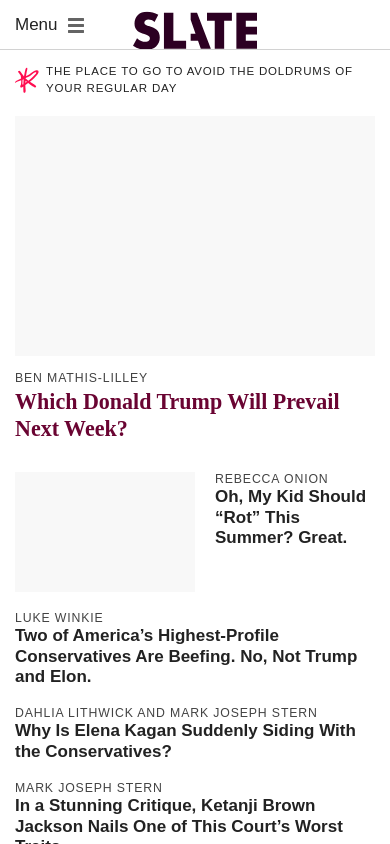 Menu
SLATE
THE PLACE TO GO TO AVOID THE DOLDRUMS OF
YOUR REGULAR DAY
BEN MATHIS-LILLEY
Which Donald Trump Will Prevail
Next Week?
REBECCA ONION
Oh, My Kid Should
“Rot” This
Summer? Great.
LUKE WINKIE
Two of America’s Highest-Profile
Conservatives Are Beefing. No, Not Trump
and Elon.
DAHLIA LITHWICK AND MARK JOSEPH STERN
Why Is Elena Kagan Suddenly Siding With
the Conservatives?
MARK JOSEPH STERN
In a Stunning Critique, Ketanji Brown
Jackson Nails One of This Court’s Worst
Traits